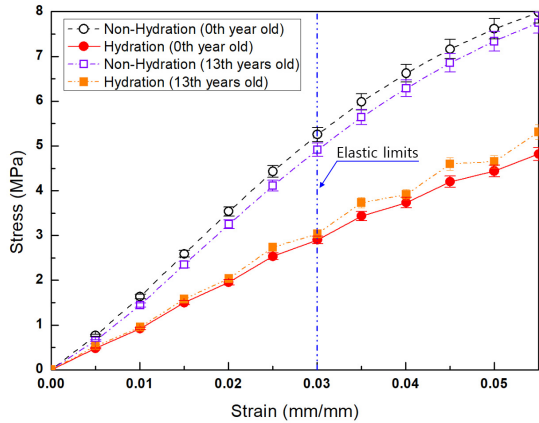 8
7
6
5
4
3
2
1
0
Stress (MPa)
Non-Hydration (0th year old)
Hydration (0th year old)
Non-Hydration (13th years old)
Hydration (13th years old)
Elastic limits
0.00 0.01 0.02 0.03 0.04 0.05
Strain (mm/mm)